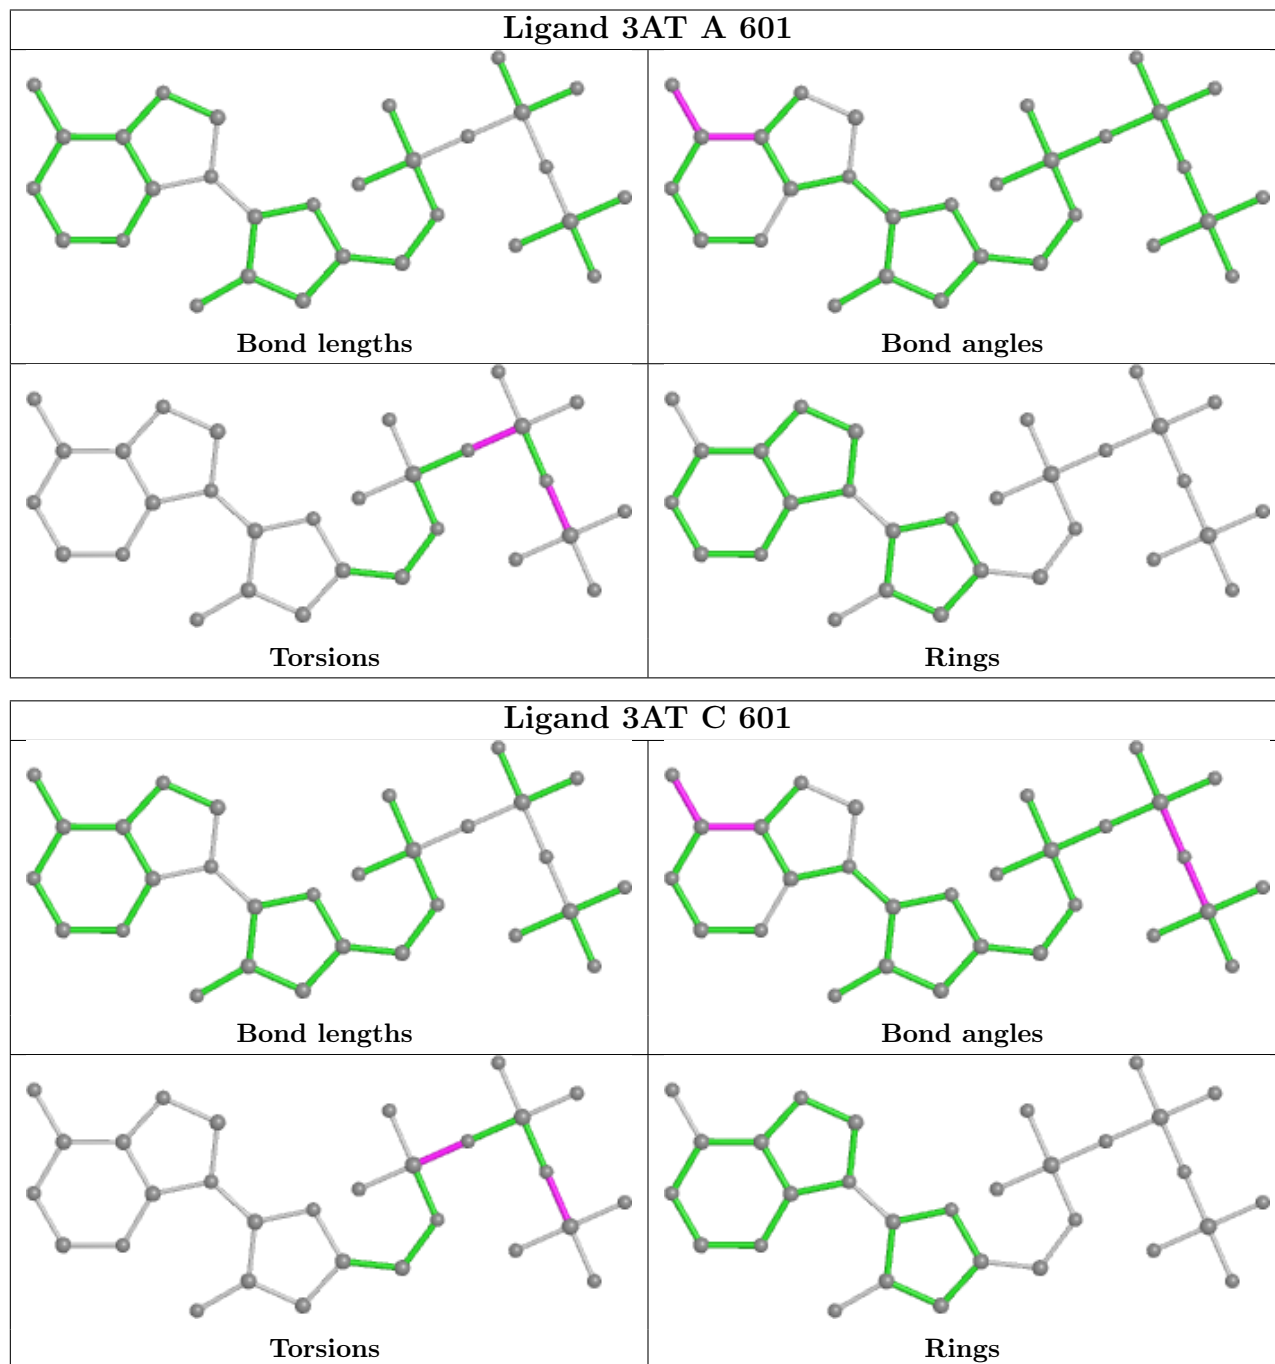 Ligand 3AT A 601
Bond lengths
Bond angles
Torsions
Rings
Ligand 3AT C 601
Bond lengths
Bond angles
Torsions
Rings